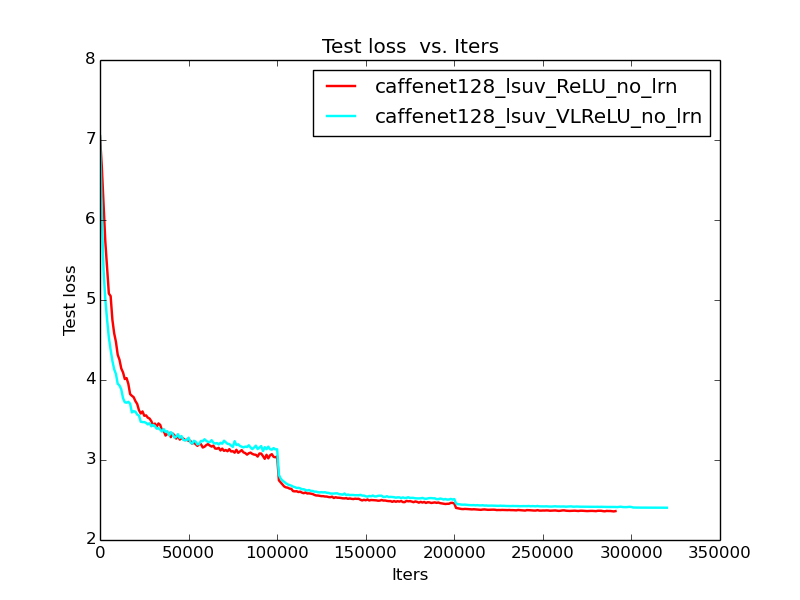 Test loss  vs. Iters
8
7
6
5
4
3
2
Test loss
caffenet128_lsuv_ReLU_no_lrn
caffenet128_lsuv_VLReLU_no_lrn
0 50000 100000 150000 200000 250000 300000 350000
Iters